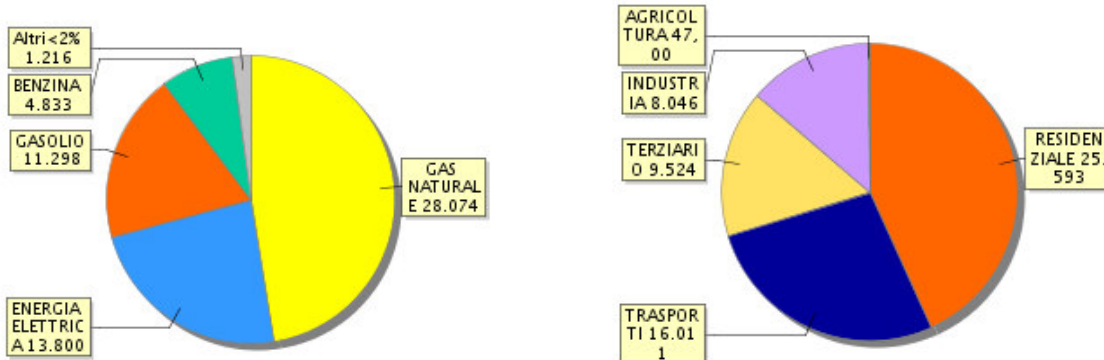 Altri<2%
1.216
BENZINA
4.833
GASOLIO
11.298
GAS
NATURAL
E 28.074
ENERGIA
ELETTRIC
A 13.800
AGRICOL
TURA 47,
00
INDUSTR
IA 8.046
TERZIARI
O 9.524
RESIDEN
ZIALE 25.
593
TRASPOR
TI 16.01
1